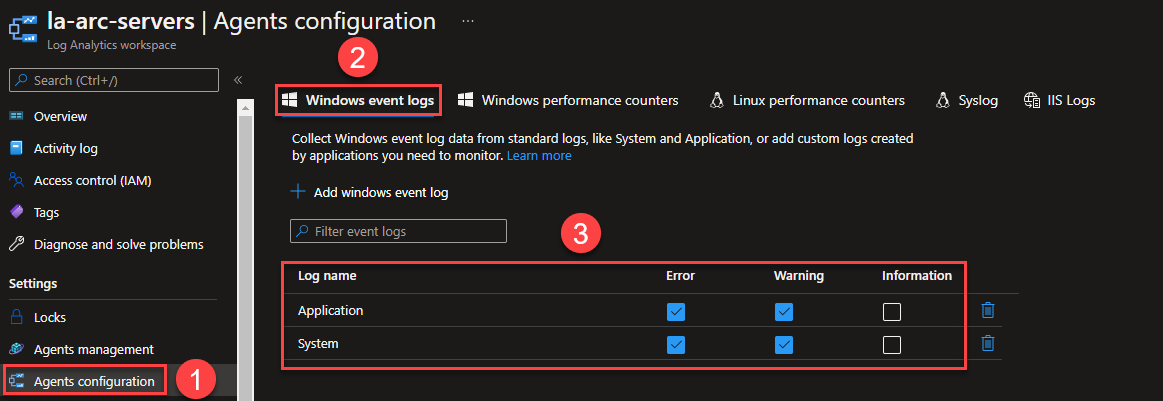 la-arc-servers | Agents configuration ...
Log Analytics workspace
Search (Ctrl+/)
«
Overview
Activity log
Access control (IAM)
Tags
Diagnose and solve problems
Settings
Locks
Agents management
Agents configuration
1
2
Windows event logs
Windows performance counters
Linux performance counters
Syslog
IIS Logs
Collect Windows event log data from standard logs, like System and Application, or add custom logs created
by applications you need to monitor. Learn more
Add windows event log
Filter event logs
3
Log name Error Warning Information
Application
System